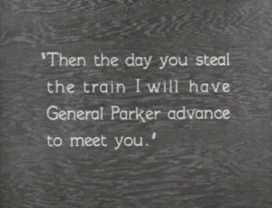 "Then the day you steal
the train I will have
General Parker advance
to meet you."